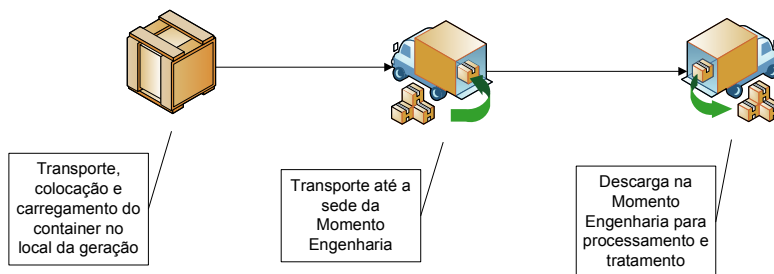 Transporte,
colocação e
carregamento do
container no
local da geração
Transporte até a
sede da
Momento
Engenharia
Descarga na
Momento
Engenharia para
processamento e
tratamento